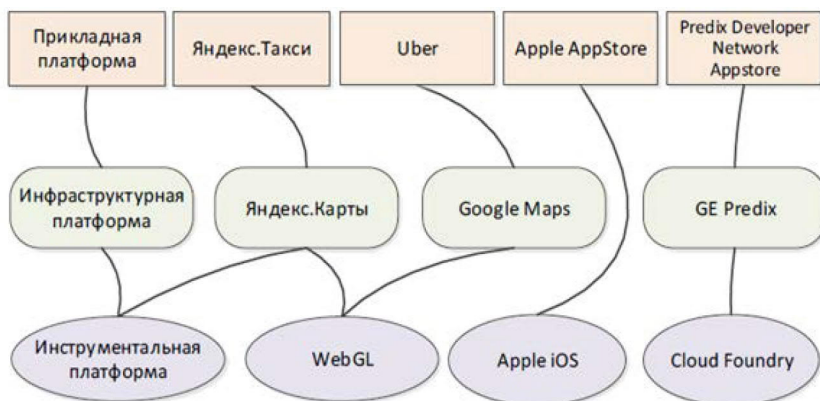 Прикладная
платформа
Яндекс.Такси
Uber
Apple AppStore
Predix Developer
Network
Appstore
Инфраструктурная
платформа
Яндекс.Карты
Google Maps
GE Predix
Инструментальная
платформа
WebGL
Apple iOS
Cloud Foundry